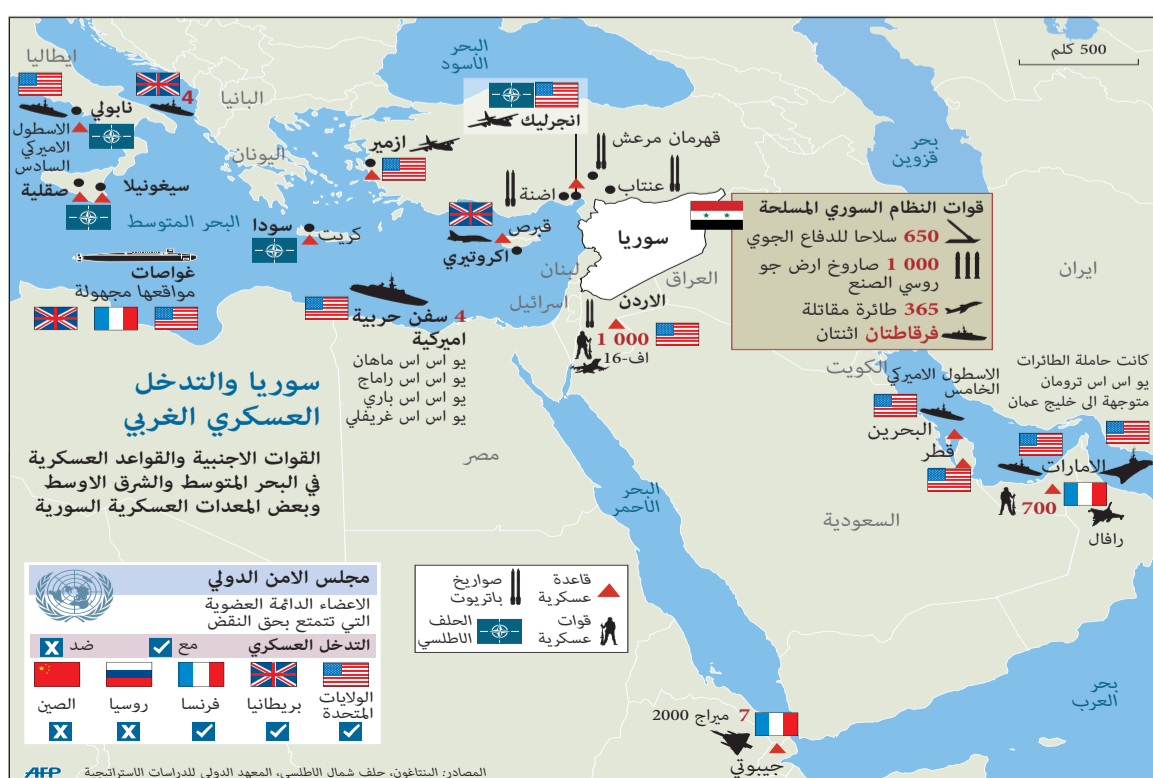 سوريا والتدخل
العسكري الغربي
القوات الاجنبية والقواعد العسكرية
في البحر المتوسط والشرق الاوسط
وبعض المعدات العسكرية السورية
500 كلم
البحر
الاسود
بحر
قزوين
ايطاليا
البانيا
اليونان
4
نابولي
الاسطول
الاميركي
السادس
سيغونيلا
صقلية
البحر المتوسط
غواصات
مواقعها مجهولة
سودا
كريت
ازمير
انجرليك
قهرمان مرعش
عنتاب
اضنة
قبرص
اكروتيري
سوريا
لبنان
اسرائيل
العراق
ايران
الاردن
1 000
اف-16
4 سفن حربية
اميركية
يو اس اس ماهان
يو اس اس راماج
يو اس اس باري
يو اس اس غريفلي
قوات النظام السوري المسلحة
650 سلاحا للدفاع الجوي
1 000 صاروخ ارض جو
روسي الصنع
365 طائرة مقاتلة
فرقاطتان اثنتان
الكويت
كانت حاملة الطائرات
يو اس اس ترومان
متوجهة الى خليج عمان
الاسطول الاميركي
الخامس
البحرين
قطر
الامارات
700
رافال
السعودية
مصر
البحر
الاحمر
بحر
العرب
7 ميراج 2000
جيبوتي
قاعدة
عسكرية
صواريخ
باتريوت
قوات
عسكرية
الحلف
الاطلسي
مجلس الامن الدولي
الاعضاء الدائمة العضوية
التي تتمتع بحق النقض
التدخل العسكري مع ضد
الولايات
المتحدة
بريطانيا
فرنسا
روسيا
الصين
المصادر: البنتاغون، حلف شمال الاطلسي، المعهد الدولي للدراسات الاستراتيجية
AFP